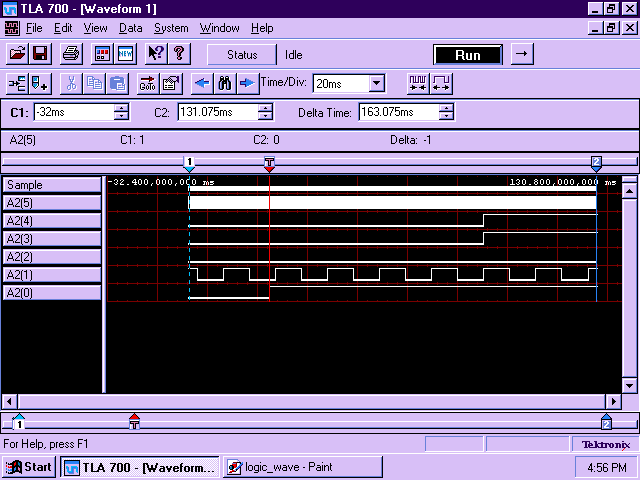 TLA 700 - [Waveform 1]
File Edit View Data System Window Help
NEW Status Idle Run
GoTo Time/Div: 20ms
C1: -32ms C2: 131.075ms Delta Time: 163.075ms
A2(5) C1: 1 C2: 0 Delta: -1
1 T 2
Sample -32.400,000,000 ms 130.800,000,000 ms
A2(5)
A2(4)
A2(3)
A2(2)
A2(1)
A2(0)
1 T 2
For Help, press F1 Tektronix
Start TLA 700 - [Waveform... logic_wave - Paint 4:56 PM